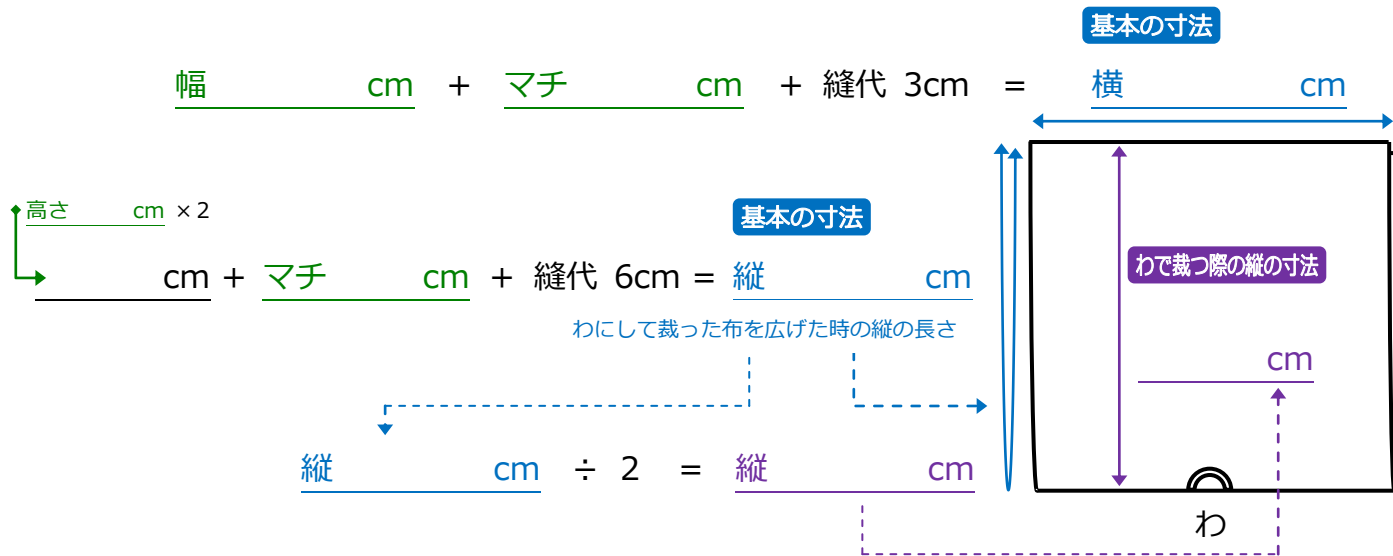 基本の寸法
幅 cm + マチ cm + 縫代 3cm = 横 cm
高さ cm ×2
基本の寸法
cm + マチ cm + 縫代 6cm = 縦 cm
わで裁つ際の縦の寸法
わにして裁った布を広げた時の縦の長さ
cm
縦 cm ÷ 2 = 縦 cm
わ